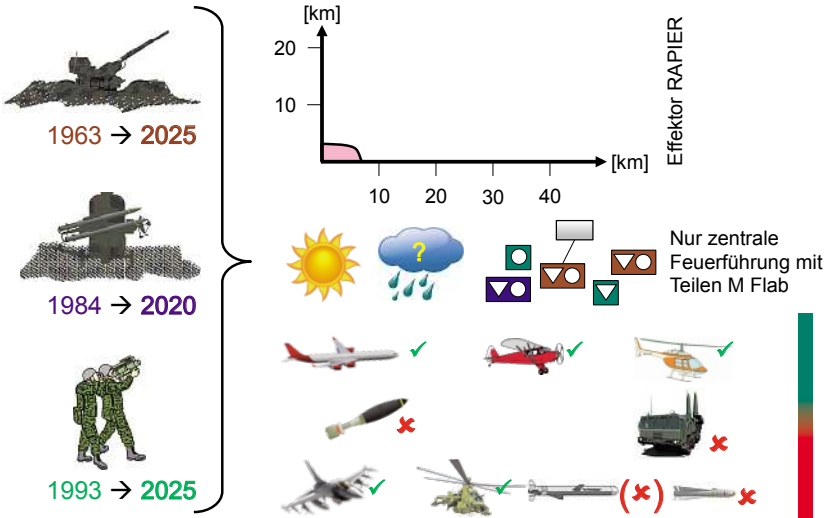 1963 → 2025
1984 → 2020
1993 → 2025
[km]
20
10
10 20 30 40
[km]
Effektor RAPIER
?
Nur zentrale
Feuerführung mit
Teilen M Flab